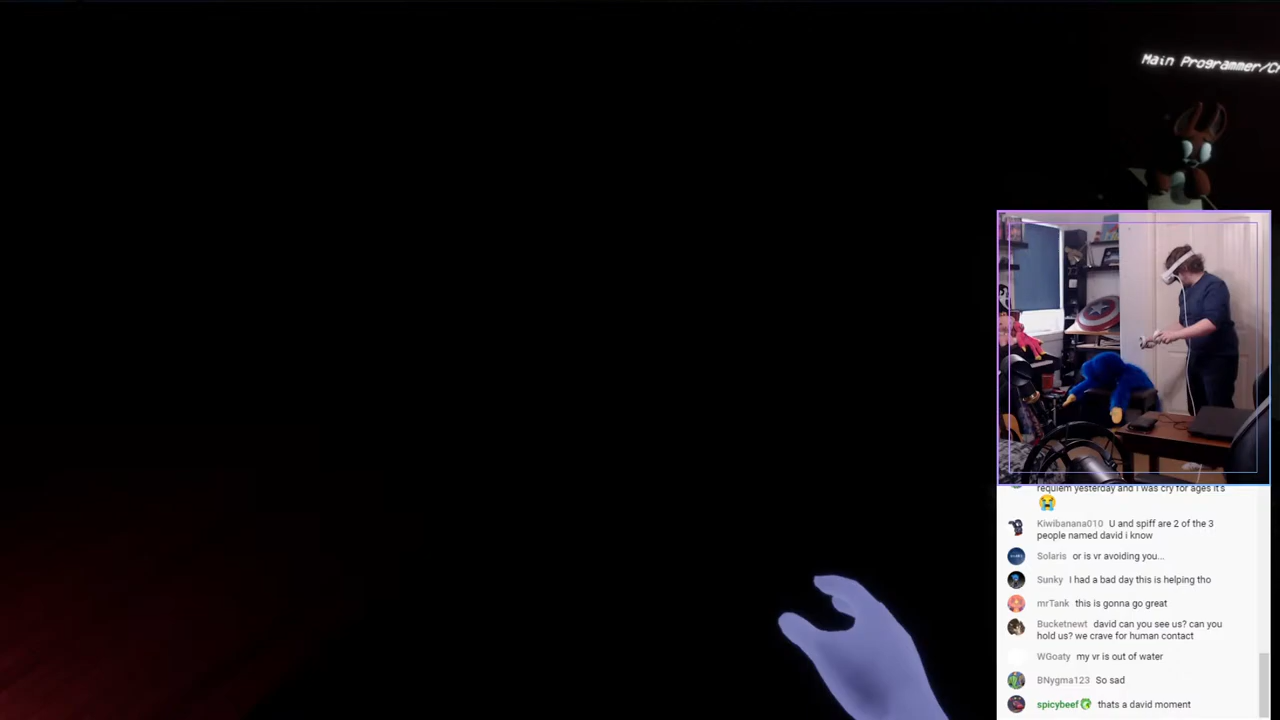 Main Programmer/
requiem yesterday and I was cry for ages it's
😭
Kiwibanana010 U and spiff are 2 of the 3
people named david i know
Solaris or is vr avoiding you...
Sunky I had a bad day this is helping tho
mrTank this is gonna go great
Bucketnewt david can you see us? can you
hold us? we crave for human contact
WGoaty my vr is out of water
BNygma123 So sad
spicybeef thats a david moment